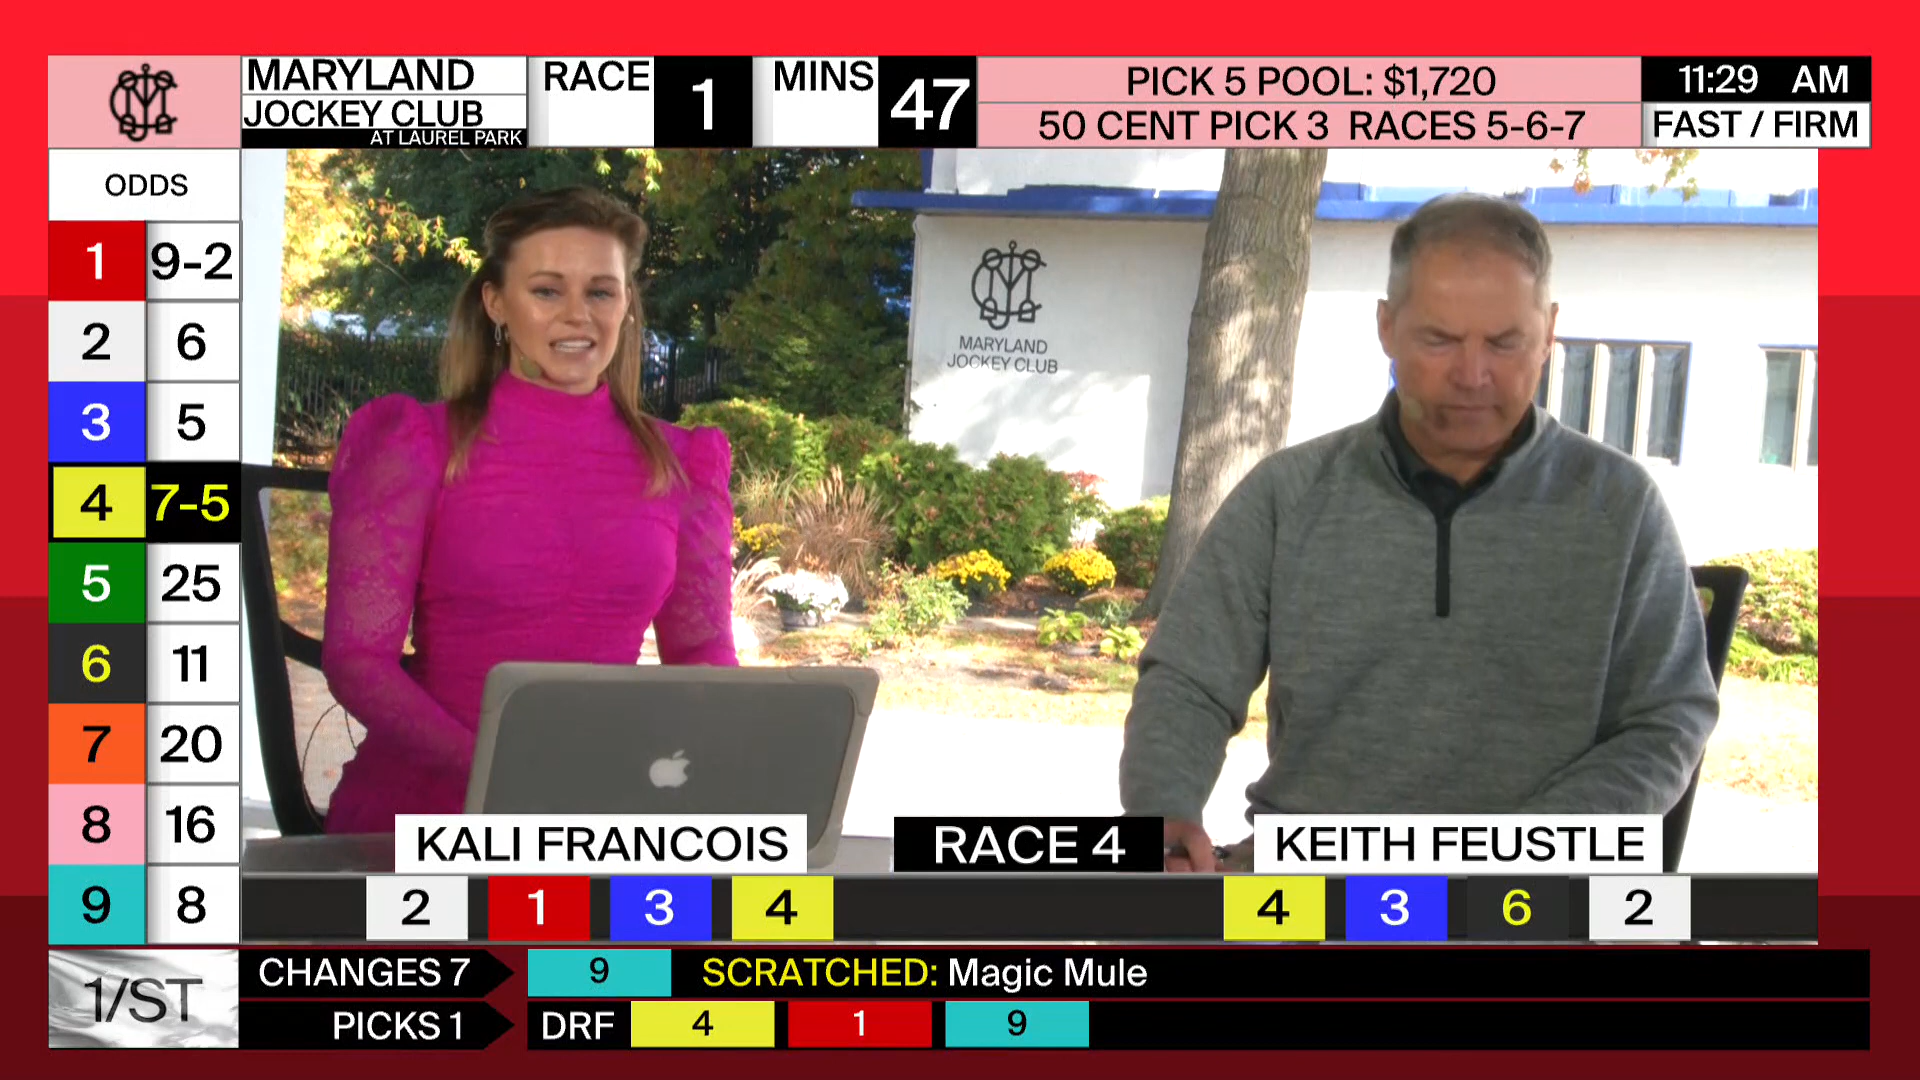 MARYLAND
JOCKEY CLUB
AT LAUREL PARK
RACE 1
MINS 47
PICK 5 POOL: $1,720
50 CENT PICK 3 RACES 5-6-7
11:29 AM
FAST / FIRM
ODDS
1 9-2
2 6
3 5
4 7-5
5 25
6 11
7 20
8 16
9 8
MARYLAND
JOCKEY CLUB
KALI FRANCOIS
RACE 4
KEITH FEUSTLE
2 1 3 4
4 3 6 2
1/ST
CHANGES 7 9 SCRATCHED: Magic Mule
PICKS 1 DRF 4 1 9